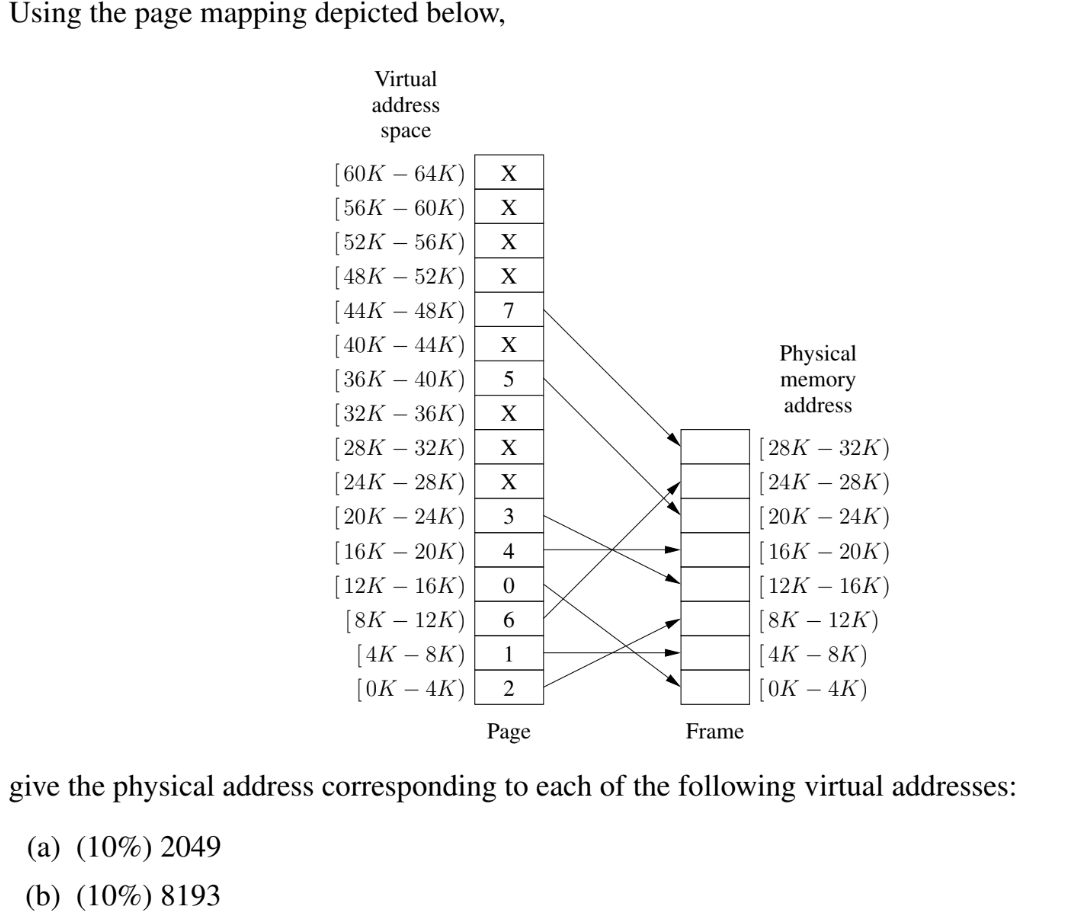 Using the page mapping depicted below,
Virtual
address
space
[60K – 64K) X
[56K – 60K) X
[52K – 56K) X
[48K – 52K) X
[44K – 48K) 7
[40K – 44K) X
[36K – 40K) 5
[32K – 36K) X
[28K – 32K) X
[24K – 28K) X
[20K – 24K) 3
[16K – 20K) 4
[12K – 16K) 0
[8K – 12K) 6
[4K – 8K) 1
[0K – 4K) 2
Page
Physical
memory
address
[28K – 32K)
[24K – 28K)
[20K – 24K)
[16K – 20K)
[12K – 16K)
[8K – 12K)
[4K – 8K)
[0K – 4K)
Frame
give the physical address corresponding to each of the following virtual addresses:
(a) (10%) 2049
(b) (10%) 8193